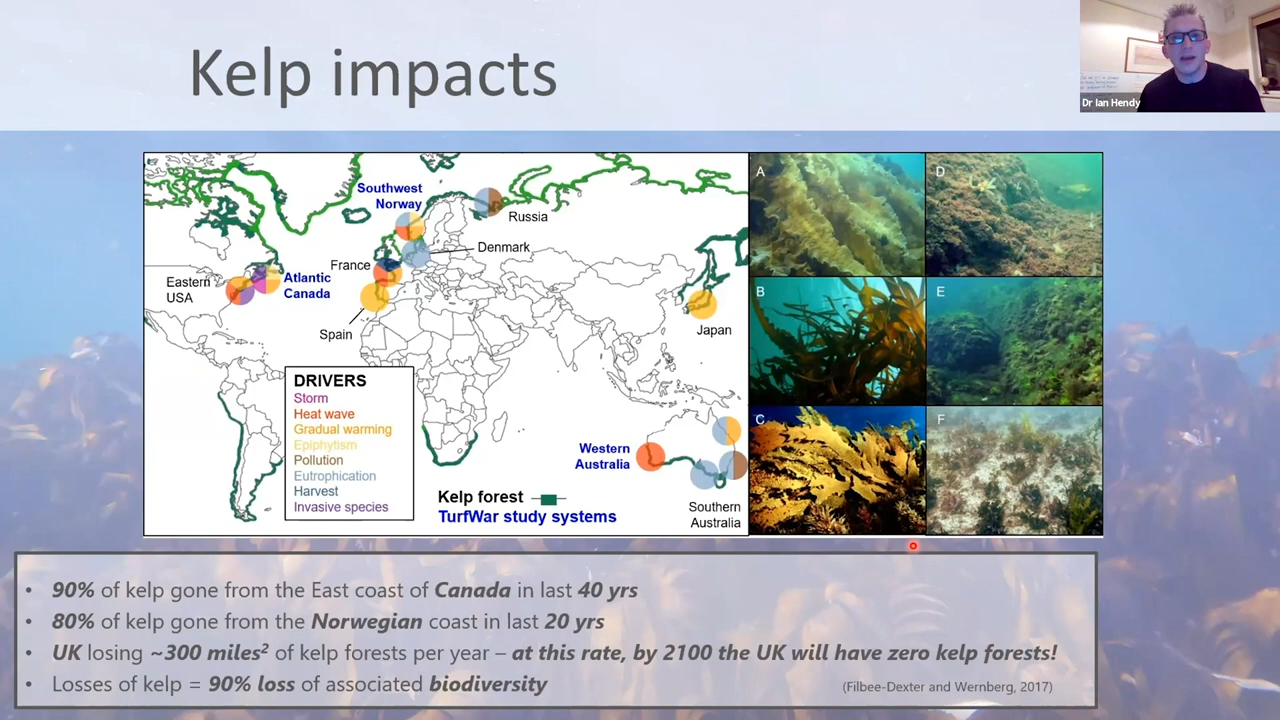 Kelp impacts
Dr Ian Hendy
Southwest
Norway
Russia
Denmark
France
Eastern
USA
Atlantic
Canada
Spain
Japan
DRIVERS
Storm
Heat wave
Gradual warming
Epiphytism
Pollution
Eutrophication
Harvest
Invasive species
Western
Australia
Kelp forest
TurfWar study systems
Southern
Australia
A
D
B
E
C
F
• 90% of kelp gone from the East coast of Canada in last 40 yrs
• 80% of kelp gone from the Norwegian coast in last 20 yrs
• UK losing ~300 miles² of kelp forests per year – at this rate, by 2100 the UK will have zero kelp forests!
• Losses of kelp = 90% loss of associated biodiversity
(Filbee-Dexter and Wernberg, 2017)